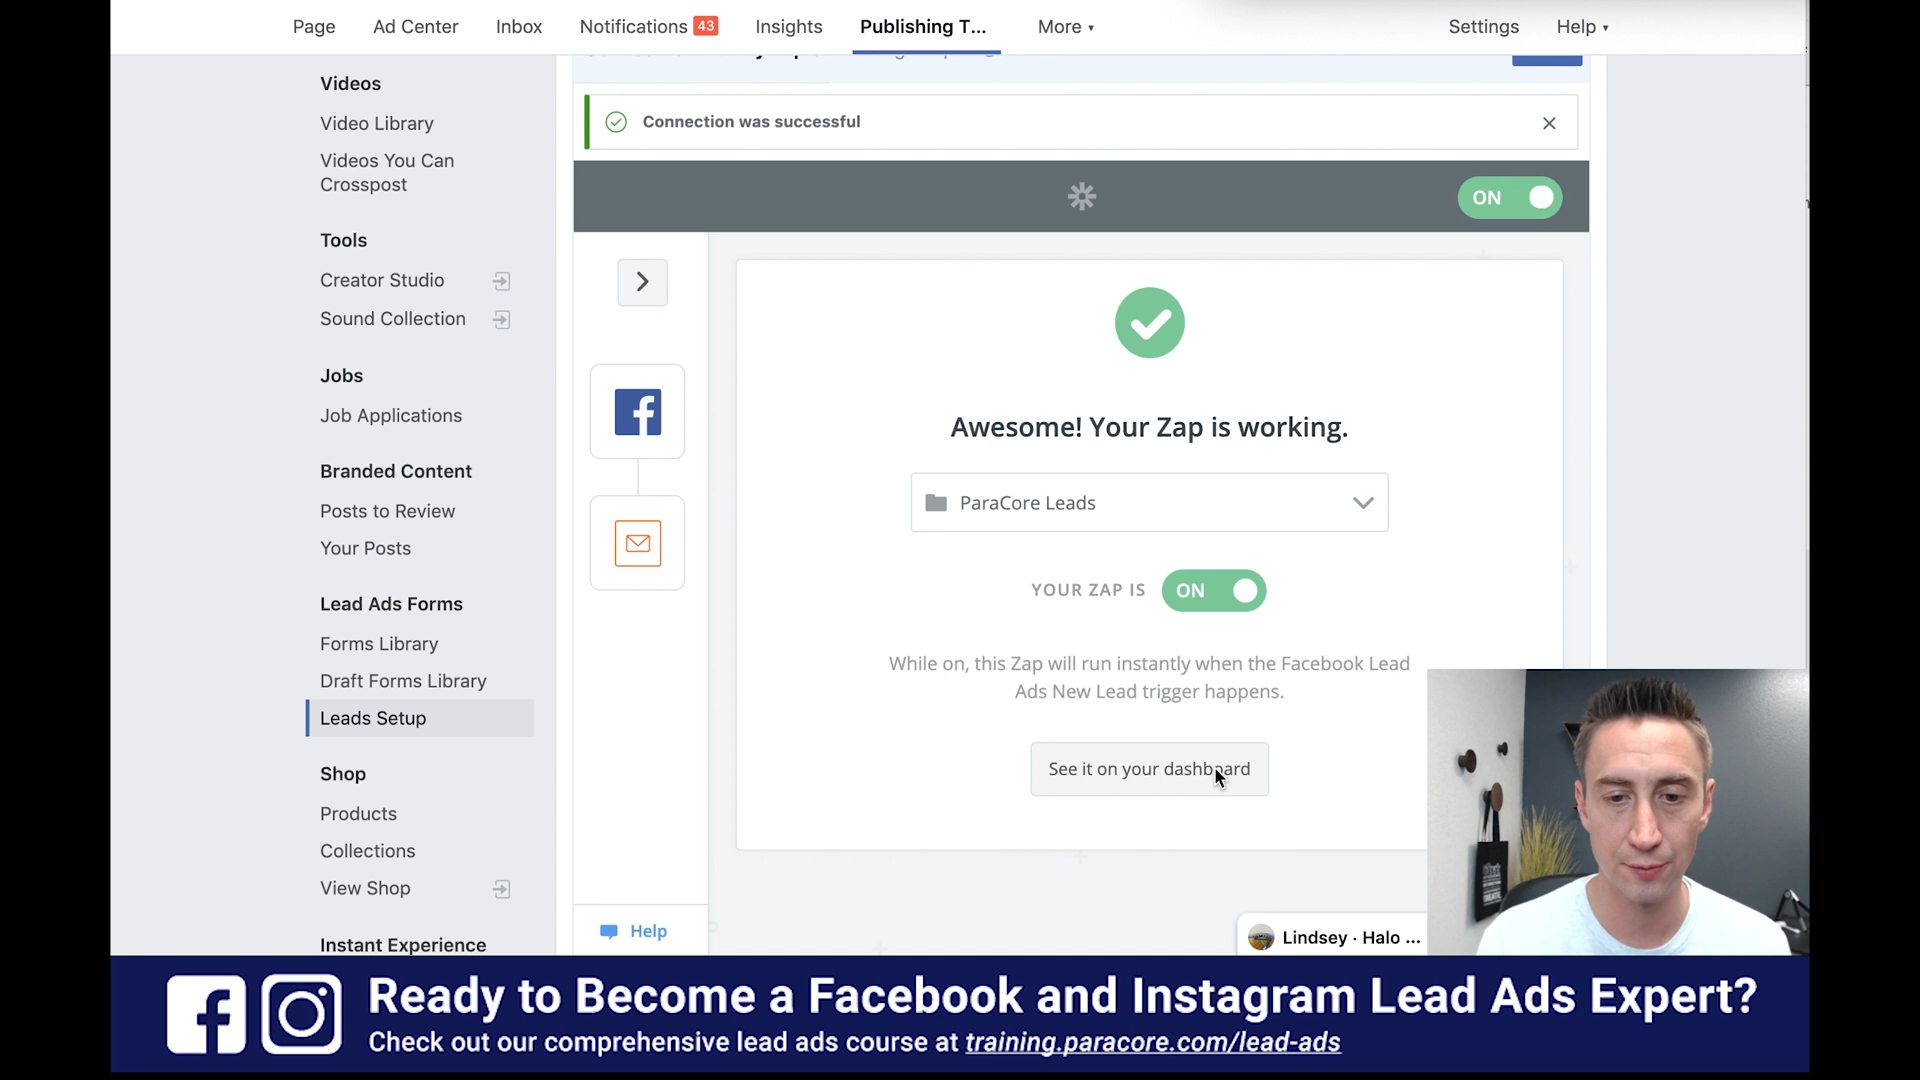 Page Ad Center Inbox Notifications 43 Insights Publishing T... More Settings Help
Videos
Video Library
Videos You Can
Crosspost
Tools
Creator Studio
Sound Collection
Jobs
Job Applications
Branded Content
Posts to Review
Your Posts
Lead Ads Forms
Forms Library
Draft Forms Library
Leads Setup
Shop
Products
Collections
View Shop
Instant Experience
Connection was successful
ON
Awesome! Your Zap is working.
ParaCore Leads
YOUR ZAP IS ON
While on, this Zap will run instantly when the Facebook Lead
Ads New Lead trigger happens.
See it on your dashboard
Help
Lindsey · Halo ...
Ready to Become a Facebook and Instagram Lead Ads Expert?
Check out our comprehensive lead ads course at training.paracore.com/lead-ads